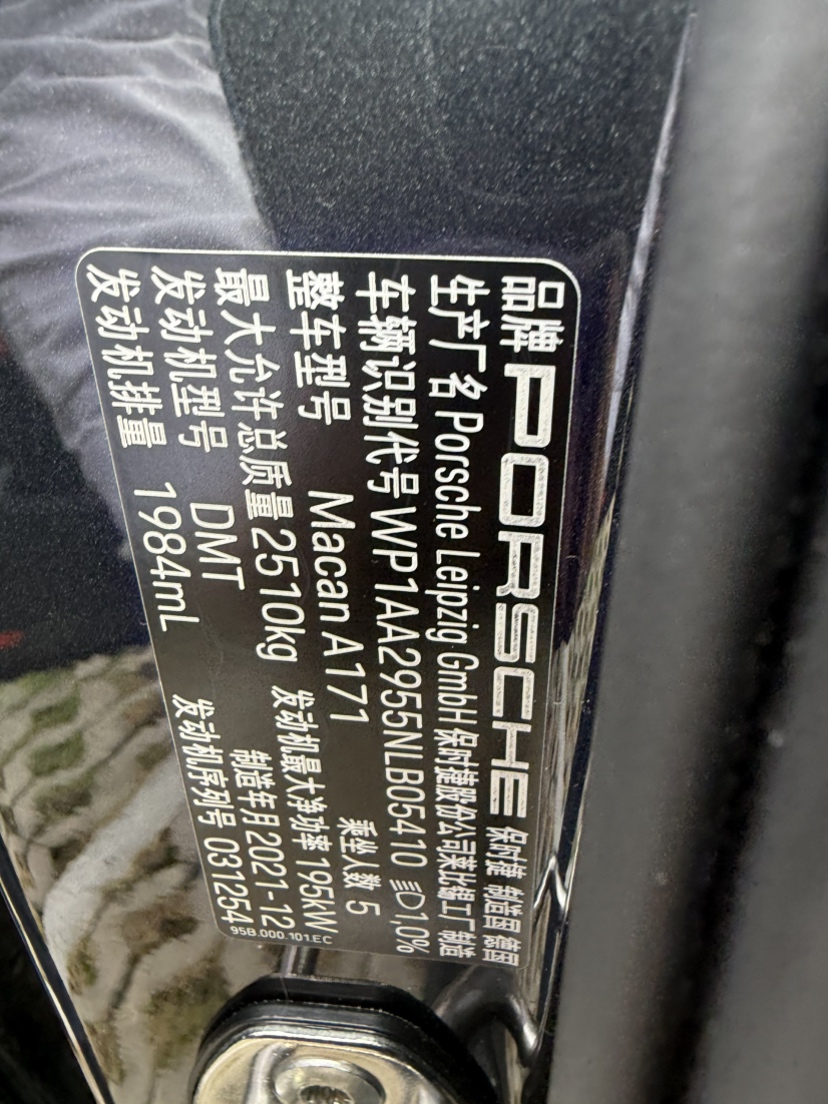 品牌 PORSCHE 保时捷 制造国 德国
生产厂名 Porsche Leipzig GmbH 保时捷股份公司莱比锡工厂 制造
车辆识别代号 WP1AA2955NLB05410 D1,0%
整车型号 Macan A171 乘坐人数 5
最大允许总质量 2510kg 发动机最大净功率 195kW
发动机型号 DMT 制造年月 2021-12
发动机排量 1984mL 发动机序列号 031254
95B.000.101.EC